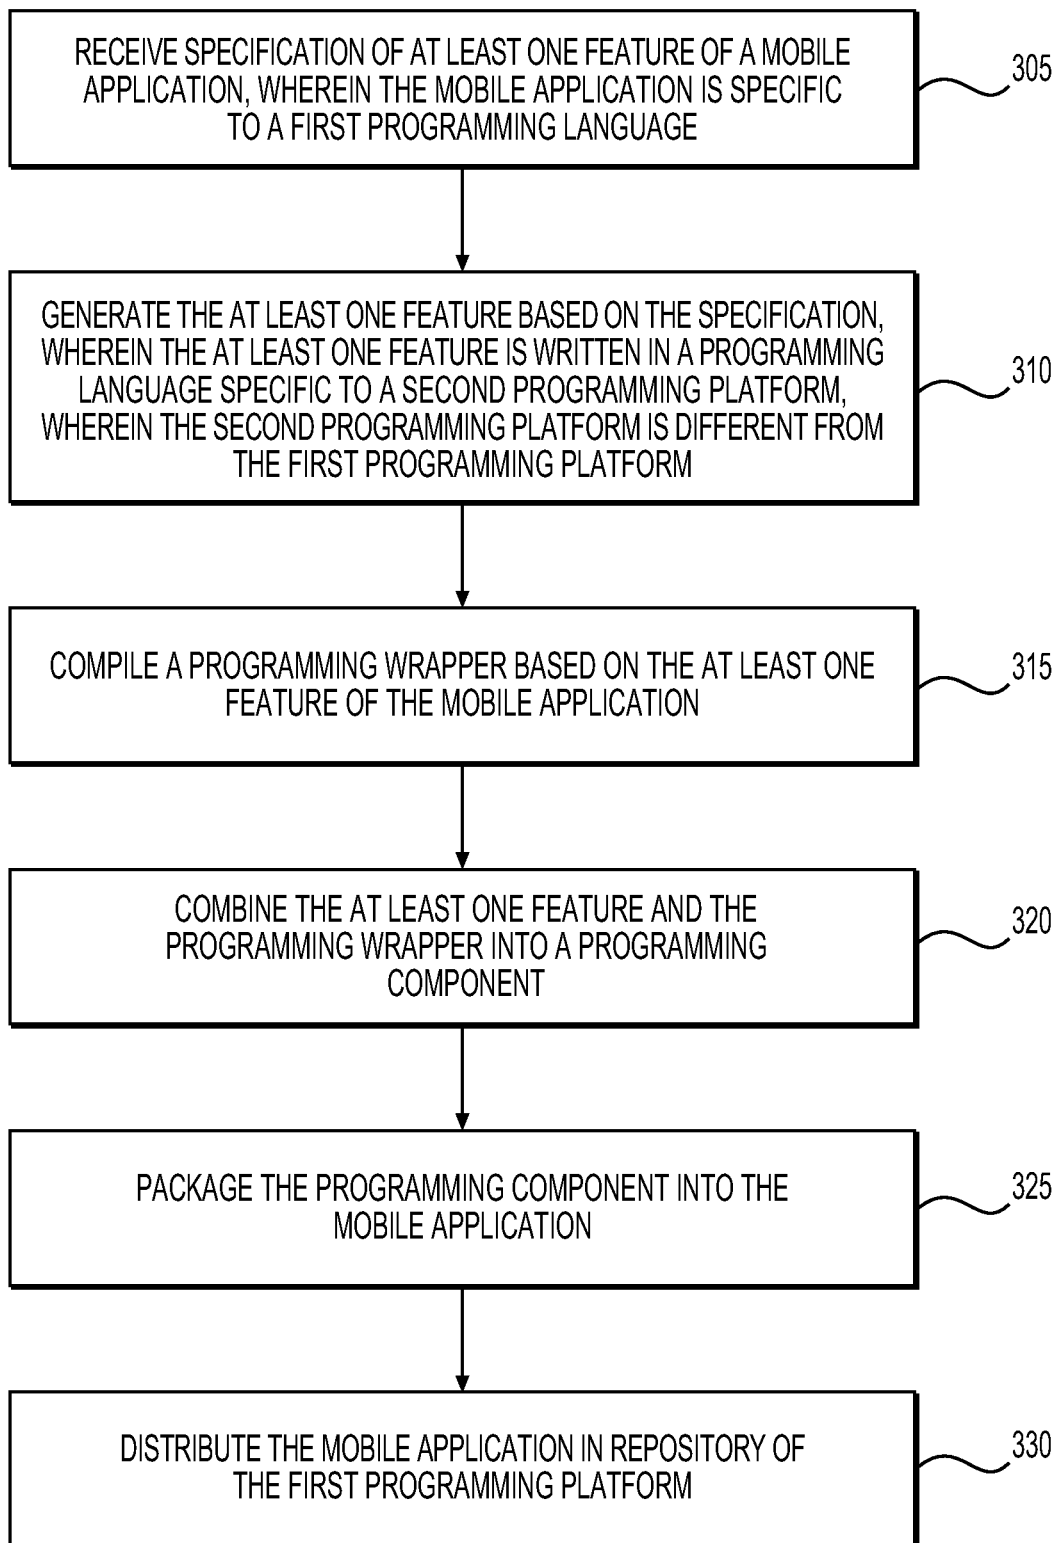 RECEIVE SPECIFICATION OF AT LEAST ONE FEATURE OF A MOBILE
APPLICATION, WHEREIN THE MOBILE APPLICATION IS SPECIFIC
TO A FIRST PROGRAMMING LANGUAGE
305
GENERATE THE AT LEAST ONE FEATURE BASED ON THE SPECIFICATION,
WHEREIN THE AT LEAST ONE FEATURE IS WRITTEN IN A PROGRAMMING
LANGUAGE SPECIFIC TO A SECOND PROGRAMMING PLATFORM,
WHEREIN THE SECOND PROGRAMMING PLATFORM IS DIFFERENT FROM
THE FIRST PROGRAMMING PLATFORM
310
COMPILE A PROGRAMMING WRAPPER BASED ON THE AT LEAST ONE
FEATURE OF THE MOBILE APPLICATION
315
COMBINE THE AT LEAST ONE FEATURE AND THE
PROGRAMMING WRAPPER INTO A PROGRAMMING
COMPONENT
320
PACKAGE THE PROGRAMMING COMPONENT INTO THE
MOBILE APPLICATION
325
DISTRIBUTE THE MOBILE APPLICATION IN REPOSITORY OF
THE FIRST PROGRAMMING PLATFORM
330